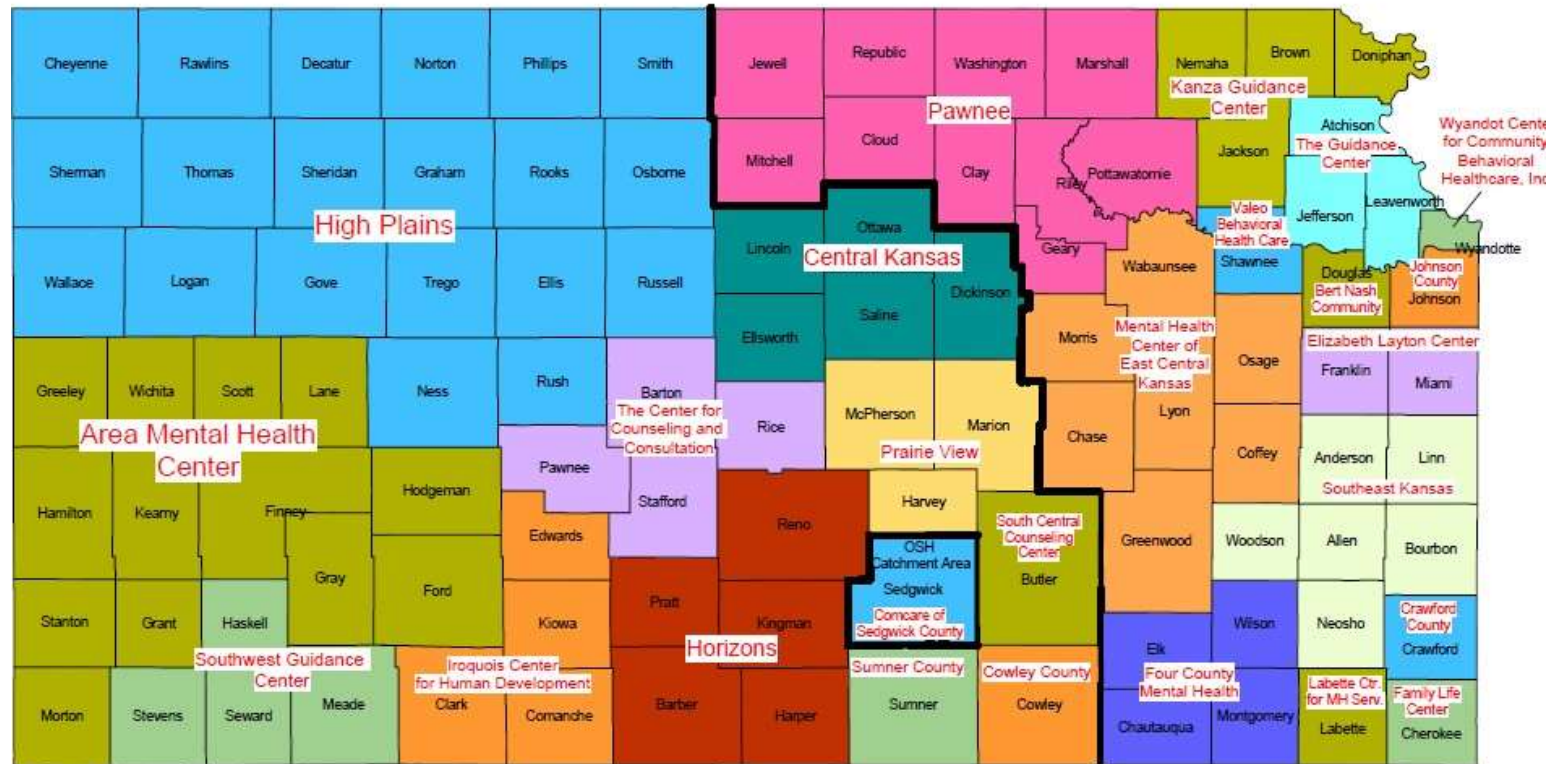 Cheyenne
Rawlins
Decatur
Norton
Phillips
Smith
Jewell
Republic
Washington
Marshall
Nemaha
Brown
Doniphan
Kanza Guidance
Center
Pawnee
Atchison
The Guidance
Center
Wyandot Cente
for Community
Behavioral
Healthcare, Inc
Sherman
Thomas
Sheridan
Graham
Rooks
Osborne
Mitchell
Cloud
Clay
Riley
Pottawatomie
Jackson
High Plains
Valeo
Behavioral
Health Care
Jefferson
Leavenworth
Wyandotte
Lincoln
Ottawa
Central Kansas
Geary
Wabaunsee
Shawnee
Douglas
Bert Nash
Community
Johnson
County
Johnson
Wallace
Logan
Gove
Trego
Ellis
Russell
Dickinson
Ellsworth
Saline
Morris
Mental Health
Center of
East Central
Kansas
Osage
Elizabeth Layton Center
Franklin
Miami
Greeley
Wichita
Scott
Lane
Ness
Rush
Barton
The Center for
Counseling and
Consultation
Rice
McPherson
Marion
Prairie View
Chase
Lyon
Coffey
Anderson
Linn
Southeast Kansas
Area Mental Health
Center
Pawnee
Stafford
Hamilton
Kearny
Finney
Hodgeman
Edwards
Reno
Harvey
South Central
Counseling
Center
Butler
Greenwood
Woodson
Allen
Bourbon
OSH
Catchment Area
Sedgwick
Comcare of
Sedgwick County
Gray
Ford
Stanton
Grant
Haskell
Kiowa
Pratt
Kingman
Horizons
Elk
Wilson
Neosho
Crawford
County
Crawford
Southwest Guidance
Center
Iroquois Center
for Human Development
Sumner County
Cowley County
Four County
Mental Health
Labette Ctr.
for MH Serv.
Family Life
Center
Morton
Stevens
Seward
Meade
Clark
Comanche
Barber
Harper
Sumner
Cowley
Chautauqua
Montgomery
Labette
Cherokee